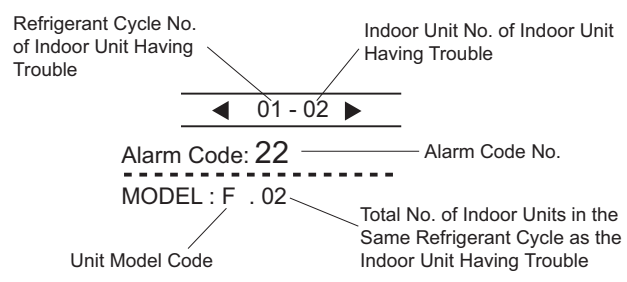 Refrigerant Cycle No.
of Indoor Unit Having
Trouble
Indoor Unit No. of Indoor Unit
Having Trouble
◀ 01 - 02 ▶
Alarm Code: 22
Alarm Code No.
MODEL : F . 02
Total No. of Indoor Units in the
Same Refrigerant Cycle as the
Indoor Unit Having Trouble
Unit Model Code